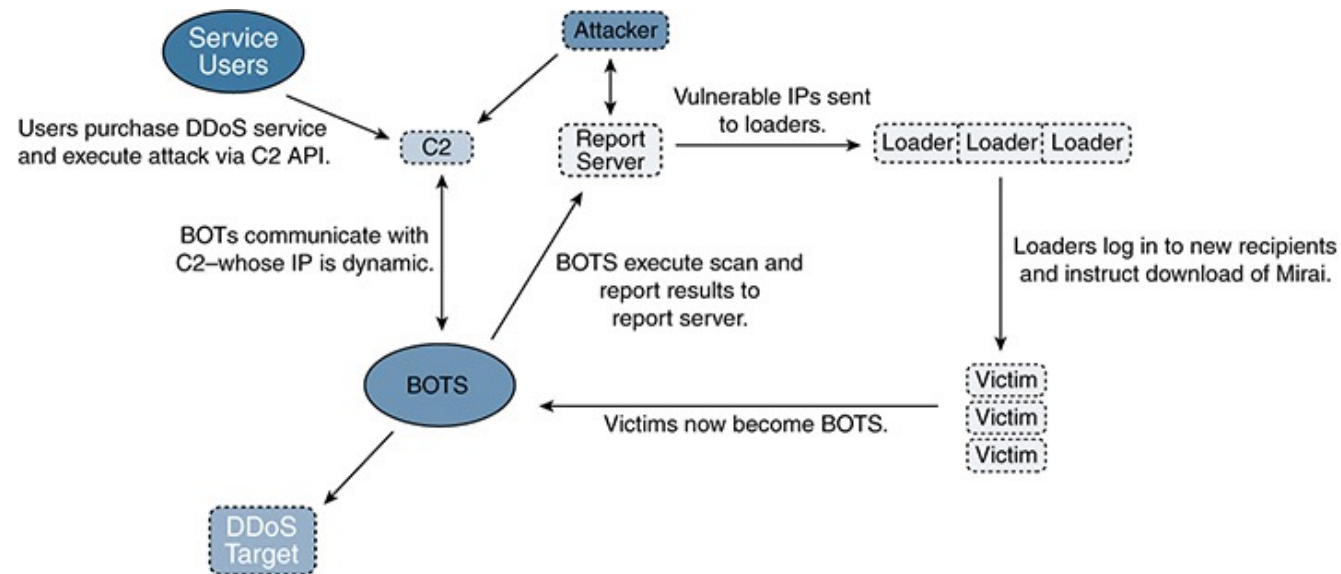 Service
Users
Attacker
Users purchase DDoS service
and execute attack via C2 API.
C2
Report
Server
Vulnerable IPs sent
to loaders.
Loader Loader Loader
BOTs communicate with
C2–whose IP is dynamic.
BOTS execute scan and
report results to
report server.
Loaders log in to new recipients
and instruct download of Mirai.
BOTS
Victims now become BOTS.
Victim
Victim
Victim
DDoS
Target